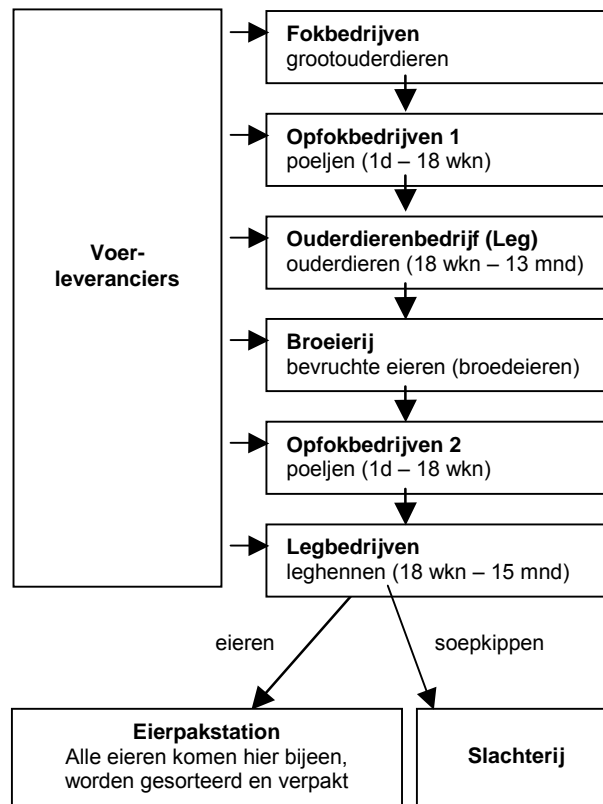 Voer-
leveranciers
Fokbedrijven
grootouderdieren
Opfokbedrijven 1
poeljen (1d – 18 wkn)
Ouderdierenbedrijf (Leg)
ouderdieren (18 wkn – 13 mnd)
Broeierij
bevruchte eieren (broedeieren)
Opfokbedrijven 2
poeljen (1d – 18 wkn)
Legbedrijven
leghennen (18 wkn – 15 mnd)
eieren
soepkippen
Eierpakstation
Alle eieren komen hier bijeen,
worden gesorteerd en verpakt
Slachterij